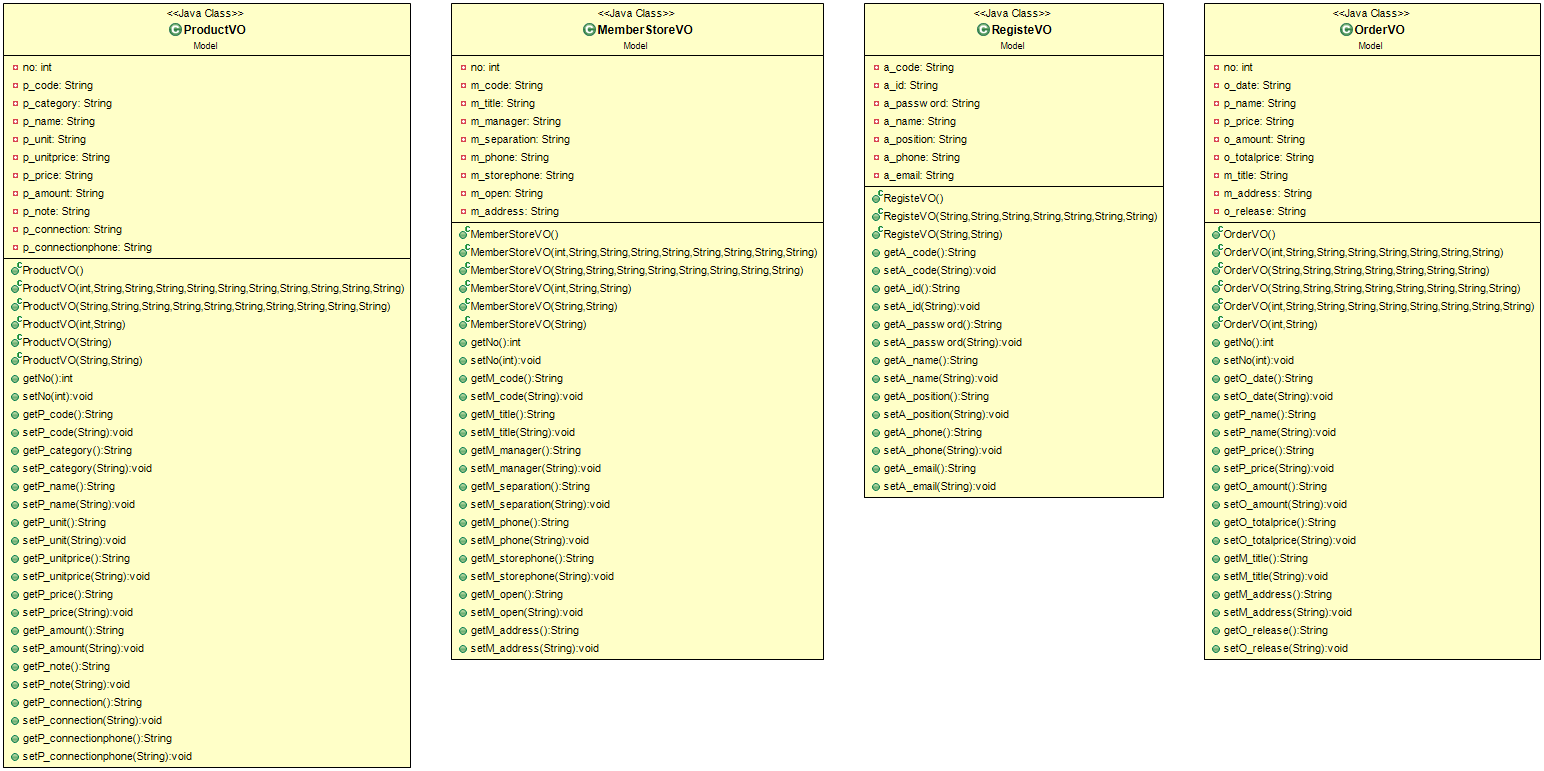 <<Java Class>>
ProductVO
Model
no: int
p_code: String
p_category: String
p_name: String
p_unit: String
p_unitprice: String
p_price: String
p_amount: String
p_note: String
p_connection: String
p_connectionphone: String
ProductVO()
ProductVO(int,String,String,String,String,String,String,String,String,String,String)
ProductVO(String,String,String,String,String,String,String,String,String,String)
ProductVO(int,String)
ProductVO(String)
ProductVO(String,String)
getNo():int
setNo(int):void
getP_code():String
setP_code(String):void
getP_category():String
setP_category(String):void
getP_name():String
setP_name(String):void
getP_unit():String
setP_unit(String):void
getP_unitprice():String
setP_unitprice(String):void
getP_price():String
setP_price(String):void
getP_amount():String
setP_amount(String):void
getP_note():String
setP_note(String):void
getP_connection():String
setP_connection(String):void
getP_connectionphone():String
setP_connectionphone(String):void
<<Java Class>>
MemberStoreVO
Model
no: int
m_code: String
m_title: String
m_manager: String
m_separation: String
m_phone: String
m_storephone: String
m_open: String
m_address: String
MemberStoreVO()
MemberStoreVO(int,String,String,String,String,String,String,String,String)
MemberStoreVO(String,String,String,String,String,String,String,String)
MemberStoreVO(int,String,String)
MemberStoreVO(String,String)
MemberStoreVO(String)
getNo():int
setNo(int):void
getM_code():String
setM_code(String):void
getM_title():String
setM_title(String):void
getM_manager():String
setM_manager(String):void
getM_separation():String
setM_separation(String):void
getM_phone():String
setM_phone(String):void
getM_storephone():String
setM_storephone(String):void
getM_open():String
setM_open(String):void
getM_address():String
setM_address(String):void
<<Java Class>>
RegisteVO
Model
a_code: String
a_id: String
a_password: String
a_name: String
a_position: String
a_phone: String
a_email: String
RegisteVO()
RegisteVO(String,String,String,String,String,String,String)
RegisteVO(String,String)
getA_code():String
setA_code(String):void
getA_id():String
setA_id(String):void
getA_password():String
setA_password(String):void
getA_name():String
setA_name(String):void
getA_position():String
setA_position(String):void
getA_phone():String
setA_phone(String):void
getA_email():String
setA_email(String):void
<<Java Class>>
OrderVO
Model
no: int
o_date: String
p_name: String
p_price: String
o_amount: String
o_totalprice: String
m_title: String
m_address: String
o_release: String
OrderVO()
OrderVO(int,String,String,String,String,String,String,String)
OrderVO(String,String,String,String,String,String,String)
OrderVO(String,String,String,String,String,String,String,String)
OrderVO(int,String,String,String,String,String,String,String,String)
OrderVO(int,String)
getNo():int
setNo(int):void
getO_date():String
setO_date(String):void
getP_name():String
setP_name(String):void
getP_price():String
setP_price(String):void
getO_amount():String
setO_amount(String):void
getO_totalprice():String
setO_totalprice(String):void
getM_title():String
setM_title(String):void
getM_address():String
setM_address(String):void
getO_release():String
setO_release(String):void